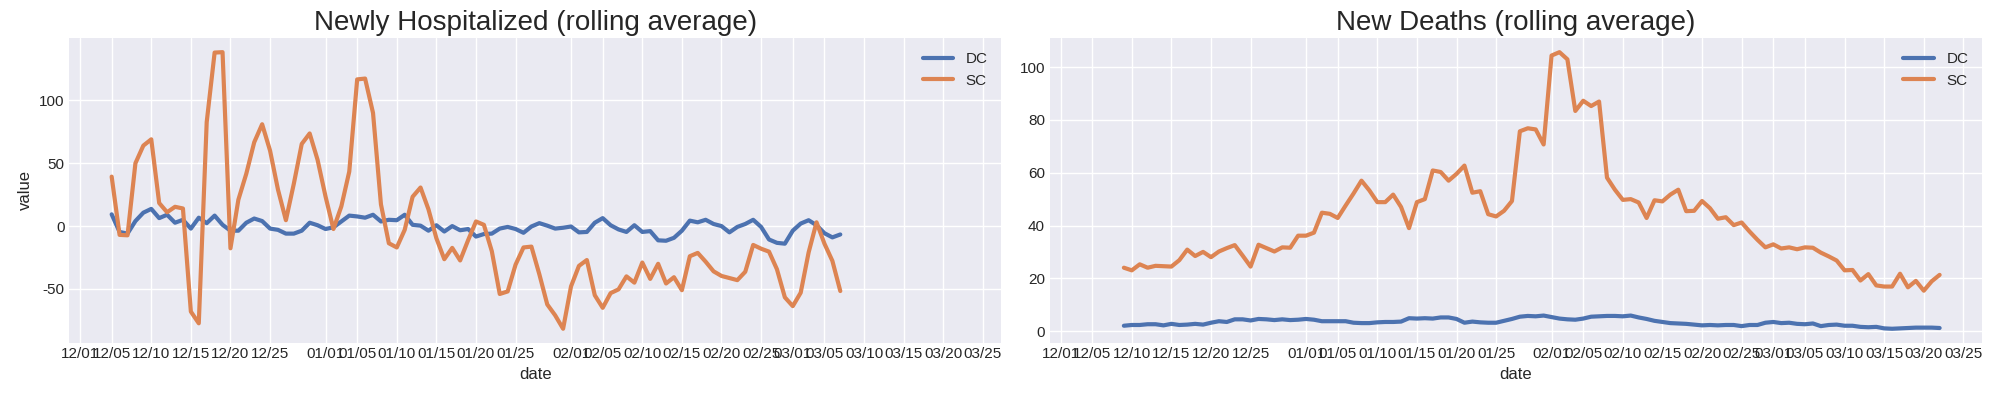 Newly Hospitalized (rolling average)
DC
SC
100
50
0
-50
value
12/01 12/05 12/10 12/15 12/20 12/25 01/01 01/05 01/10 01/15 01/20 01/25 02/01 02/05 02/10 02/15 02/20 02/25 03/01 03/05 03/10 03/15 03/20 03/25
date
New Deaths (rolling average)
DC
SC
100
80
60
40
20
0
12/01 12/05 12/10 12/15 12/20 12/25 01/01 01/05 01/10 01/15 01/20 01/25 02/01 02/05 02/10 02/15 02/20 02/25 03/01 03/05 03/10 03/15 03/20 03/25
date